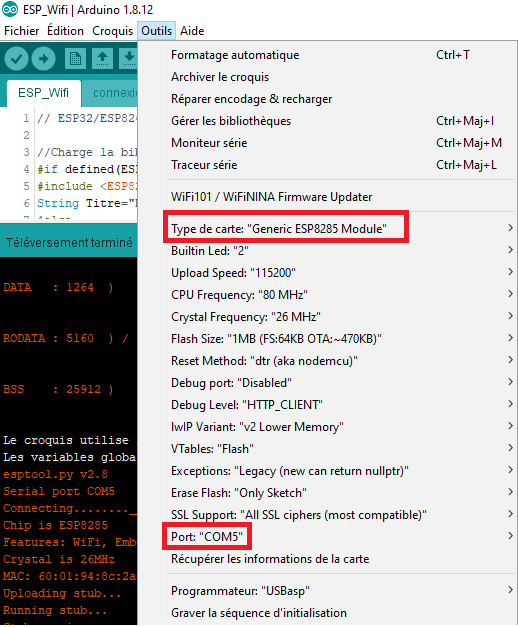 ESP_Wifi | Arduino 1.8.12
Fichier Édition Croquis Outils Aide
Formatage automatique Ctrl+T
Archiver le croquis
Réparer encodage & recharger
Gérer les bibliothèques Ctrl+Maj+I
Moniteur série Ctrl+Maj+M
Traceur série Ctrl+Maj+L
WiFi101 / WiFiNINA Firmware Updater
Type de carte: "Generic ESP8285 Module"
Builtin Led: "2"
Upload Speed: "115200"
CPU Frequency: "80 MHz"
Crystal Frequency: "26 MHz"
Flash Size: "1MB (FS:64KB OTA:~470KB)"
Reset Method: "dtr (aka nodemcu)"
Debug port: "Disabled"
Debug Level: "HTTP_CLIENT"
lwIP Variant: "v2 Lower Memory"
VTables: "Flash"
Exceptions: "Legacy (new can return nullptr)"
Erase Flash: "Only Sketch"
SSL Support: "All SSL ciphers (most compatible)"
Port: "COM5"
Récupérer les informations de la carte
Programmateur: "USBasp"
Graver la séquence d'initialisation
ESP_Wifi connexi
1 // ESP32/ESP82
2
3 //Charge la bi
4 #if defined(ESP
5 #include <ESP8
6 String Titre="
Téléversement terminé
DATA : 1264 )
RODATA : 5160 ) /
BSS : 25912 )
Le croquis utilise
Les variables globa
esptool.py v2.8
Serial port COM5
Connecting........_
Chip is ESP8285
Features: WiFi, Emb
Crystal is 26MHz
MAC: 60:01:94:8c:2a
Uploading stub...
Running stub...